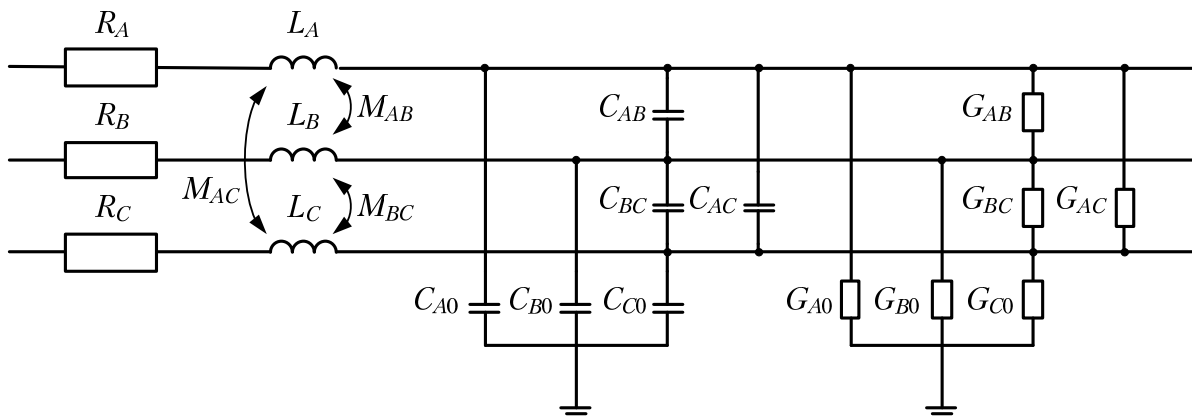 R_A L_A
C_AB G_AB
R_B L_B M_AB
M_AC
R_C L_C M_BC C_BC C_AC G_BC G_AC
C_A0 C_B0 C_C0 G_A0 G_B0 G_C0